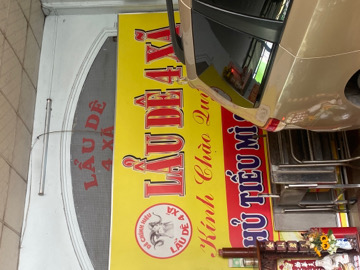 LẨU DÊ
4 XÃ
LẨU DÊ 4 XÃ
Kính Chào Quý
HỦ TIẾU MÌ
LẨU DÊ
4 XÃ